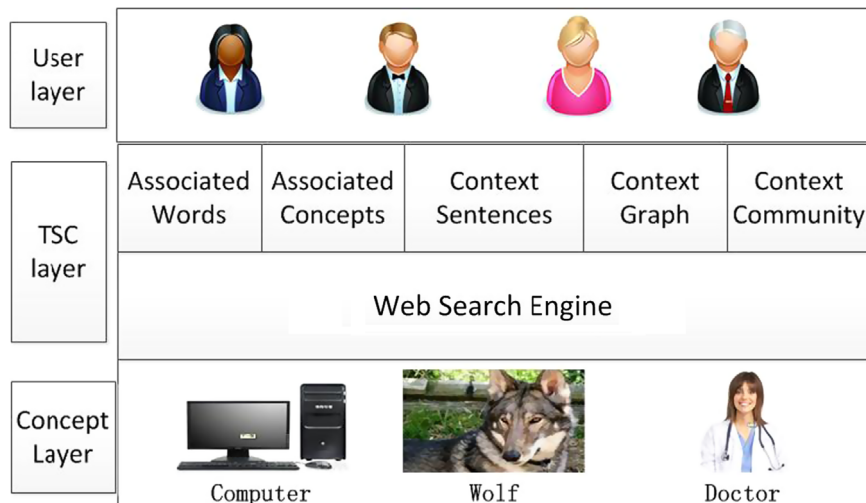 User
layer
Associated
Words
Associated
Concepts
Context
Sentences
Context
Graph
Context
Community
TSC
layer
Web Search Engine
Concept
Layer
Computer
Wolf
Doctor